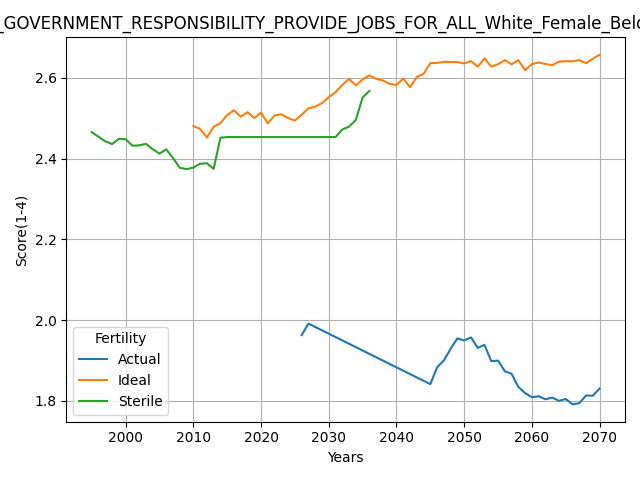 _GOVERNMENT_RESPONSIBILITY_PROVIDE_JOBS_FOR_ALL_White_Female_Belo
Score(1-4)
2.6
2.4
2.2
2.0
1.8
Fertility
Actual
Ideal
Sterile
2000 2010 2020 2030 2040 2050 2060 2070
Years